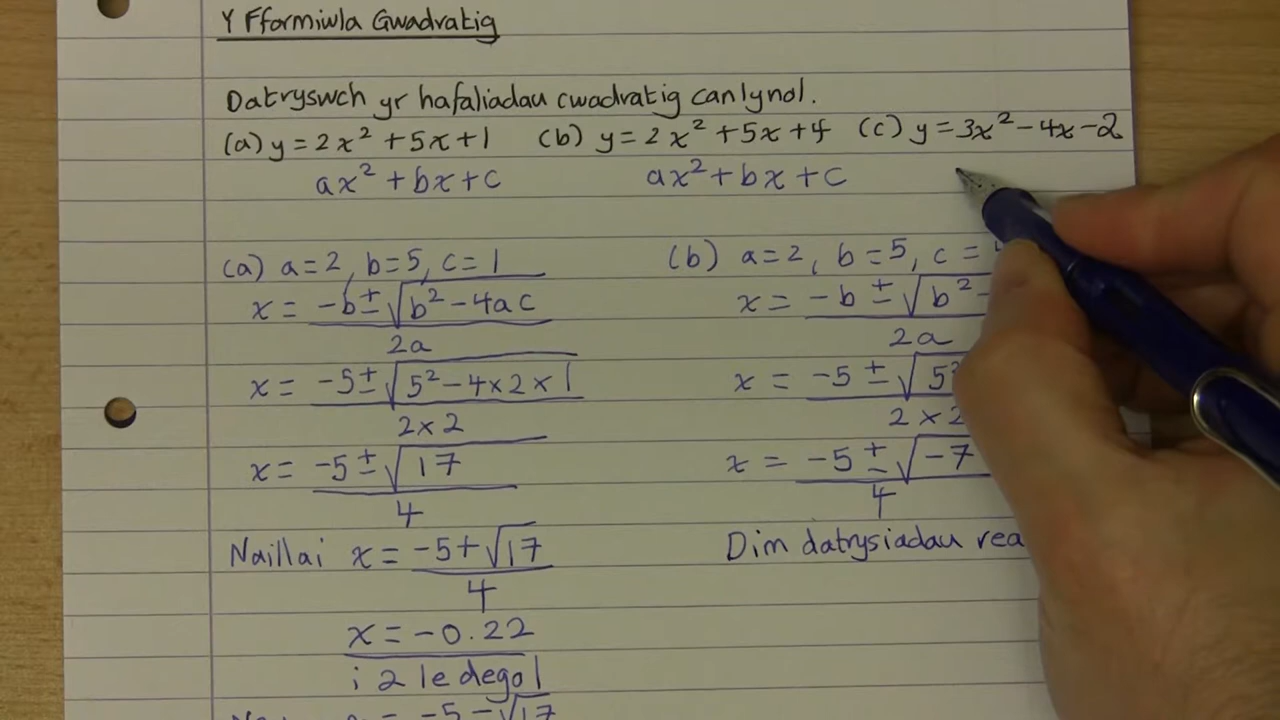 Y Fformiwla Gwadratig
Datryswch yr hafaliadau cwadratig canlynol.
(a) y = 2x² + 5x + 1 (b) y = 2x² + 5x + 4 (c) y = 3x² - 4x - 2
ax² + bx + c ax² + bx + c
(a) a = 2, b = 5, c = 1
x = -b ± √(b² - 4ac)
2a
x = -5 ± √(5² - 4 × 2 × 1)
2 × 2
x = -5 ± √17
4
Naillai x = -5 + √17
4
x = -0.22
i 2 le degol
x = -5 - √17
(b) a = 2, b = 5, c =
x = -b ± √b² -
2a
x = -5 ± √5²
2 × 2
x = -5 ± √-7
4
Dim datrysiadau